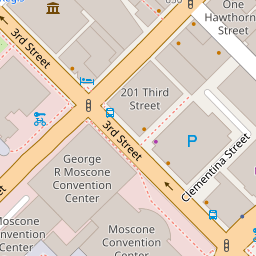 One
Hawthorn
Street
3rd Street
201 Third
Street
3rd Street
P
George
R Moscone
Convention
Center
Clementina Street
Moscone
Convention
Center
Moscone
Convention
Center